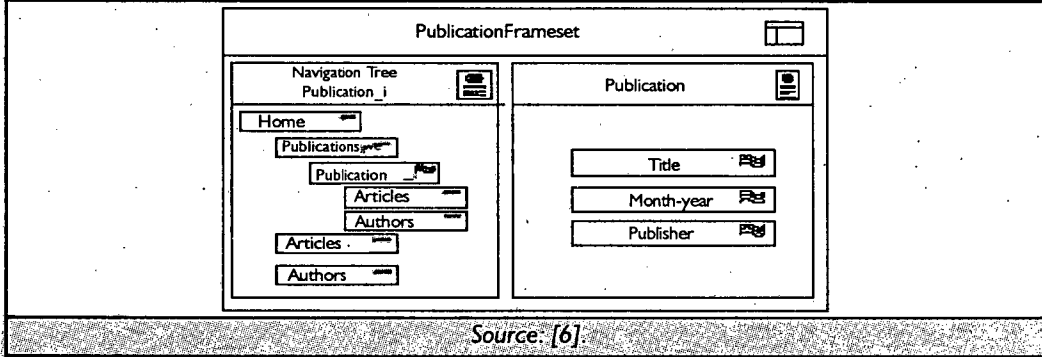 PublicationFrameset
Navigation Tree
Publication_i
Home
Publications
Publication
Articles
Authors
Articles
Authors
Publication
Title
Month-year
Publisher
Source: [6].